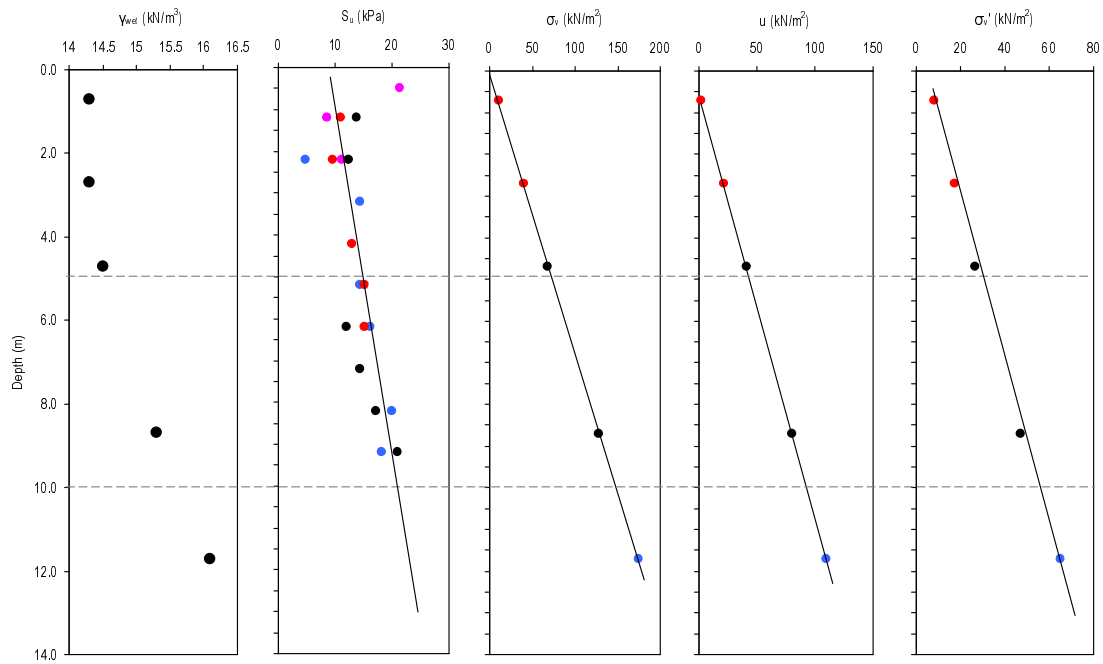 γwel (kN/m³)
Sᵤ (kPa)
σᵥ (kN/m²)
u (kN/m²)
σᵥ' (kN/m²)
14 14.5 15 15.5 16 16.5
0 10 20 30
0 50 100 150 200
0 50 100 150
0 20 40 60 80
0.0
2.0
4.0
6.0
8.0
10.0
12.0
14.0
Depth (m)